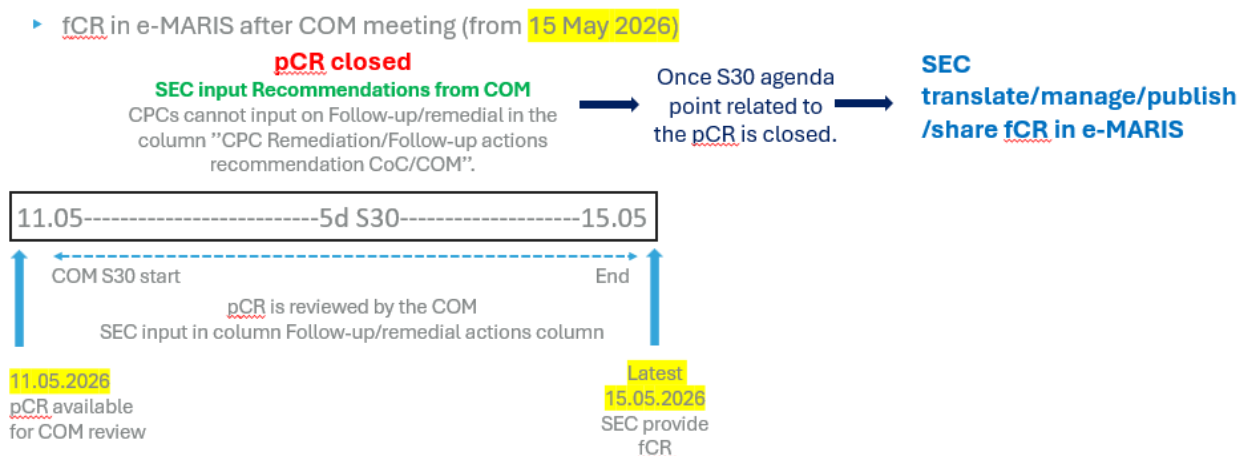 fCR in e-MARIS after COM meeting (from 15 May 2026)
pCR closed
SEC input Recommendations from COM
CPCs cannot input on Follow-up/remedial in the
column ”CPC Remediation/Follow-up actions
recommendation CoC/COM”.
Once S30 agenda
point related to
the pCR is closed.
SEC
translate/manage/publish
/share fCR in e-MARIS
11.05-------------------------5d S30-------------------15.05
COM S30 start
End
pCR is reviewed by the COM
SEC input in column Follow-up/remedial actions column
11.05.2026
pCR available
for COM review
Latest
15.05.2026
SEC provide
fCR